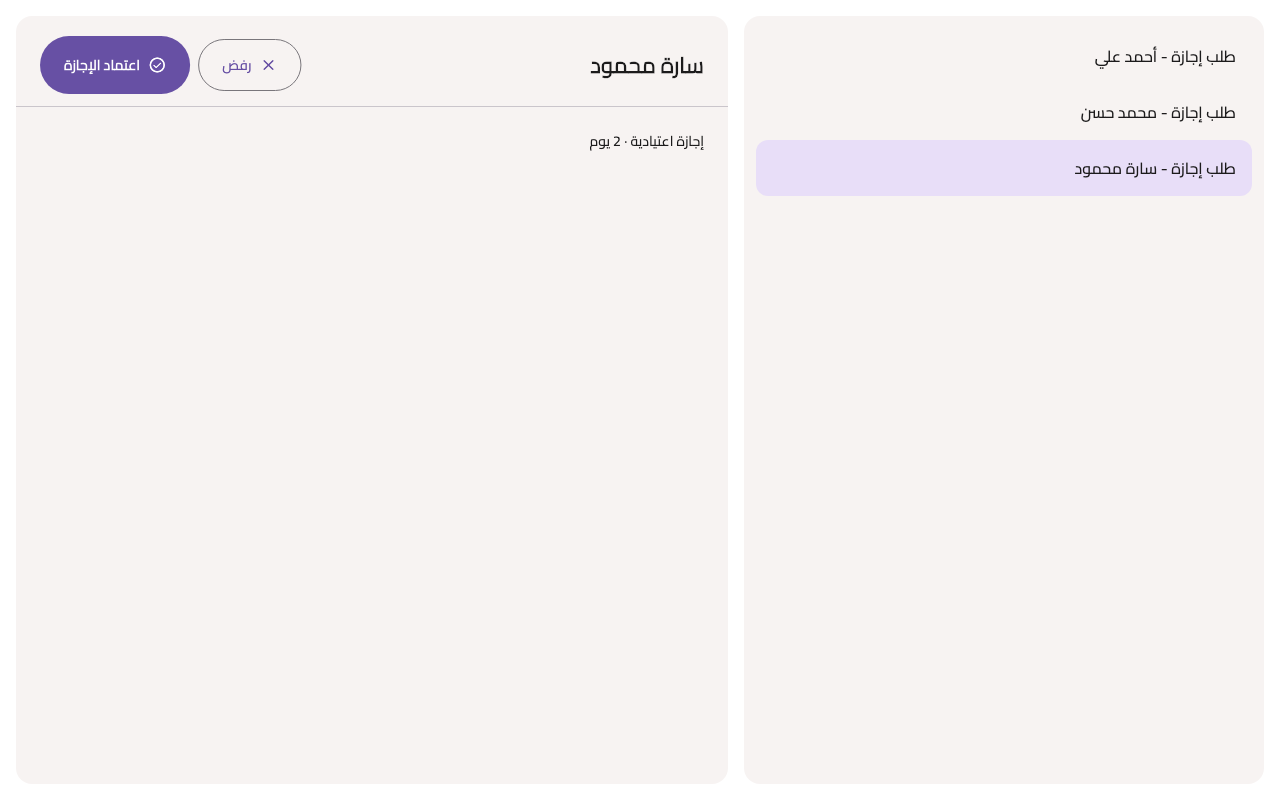 طلب إجازة - أحمد علي
طلب إجازة - محمد حسن
طلب إجازة - سارة محمود
سارة محمود
رفض
اعتماد الإجازة
إجازة اعتيادية · 2 يوم